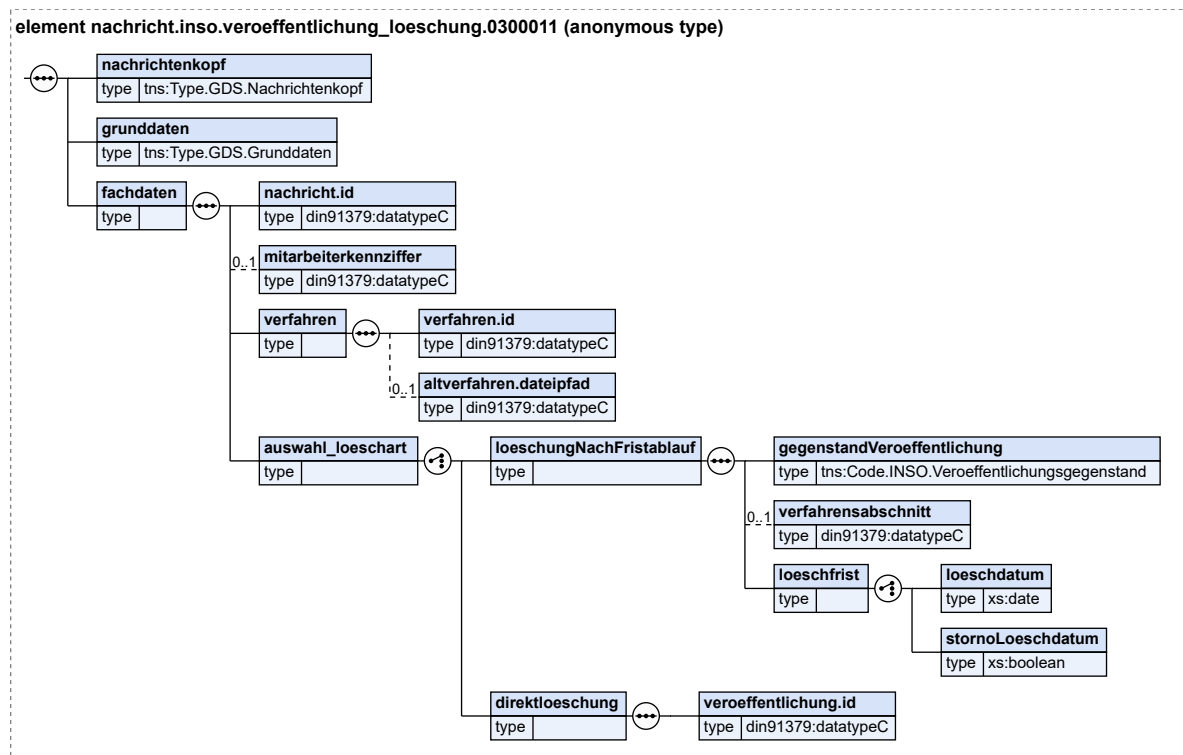 element nachricht.inso.veroeffentlichung_loeschung.0300011 (anonymous type)
nachrichtenkopf
type tns:Type.GDS.Nachrichtenkopf
grunddaten
type tns:Type.GDS.Grunddaten
fachdaten
type
nachricht.id
type din91379:datatypeC
0..1
mitarbeiterkennziffer
type din91379:datatypeC
verfahren
type
verfahren.id
type din91379:datatypeC
0..1
altverfahren.dateipfad
type din91379:datatypeC
auswahl_loeschart
type
loeschungNachFristablauf
type
gegenstandVeroeffentlichung
type tns:Code.INSO.Veroeffentlichungsgegenstand
0..1
verfahrensabschnitt
type din91379:datatypeC
loeschfrist
type
loeschdatum
type xs:date
stornoLoeschdatum
type xs:boolean
direktloeschung
type
veroeffentlichung.id
type din91379:datatypeC